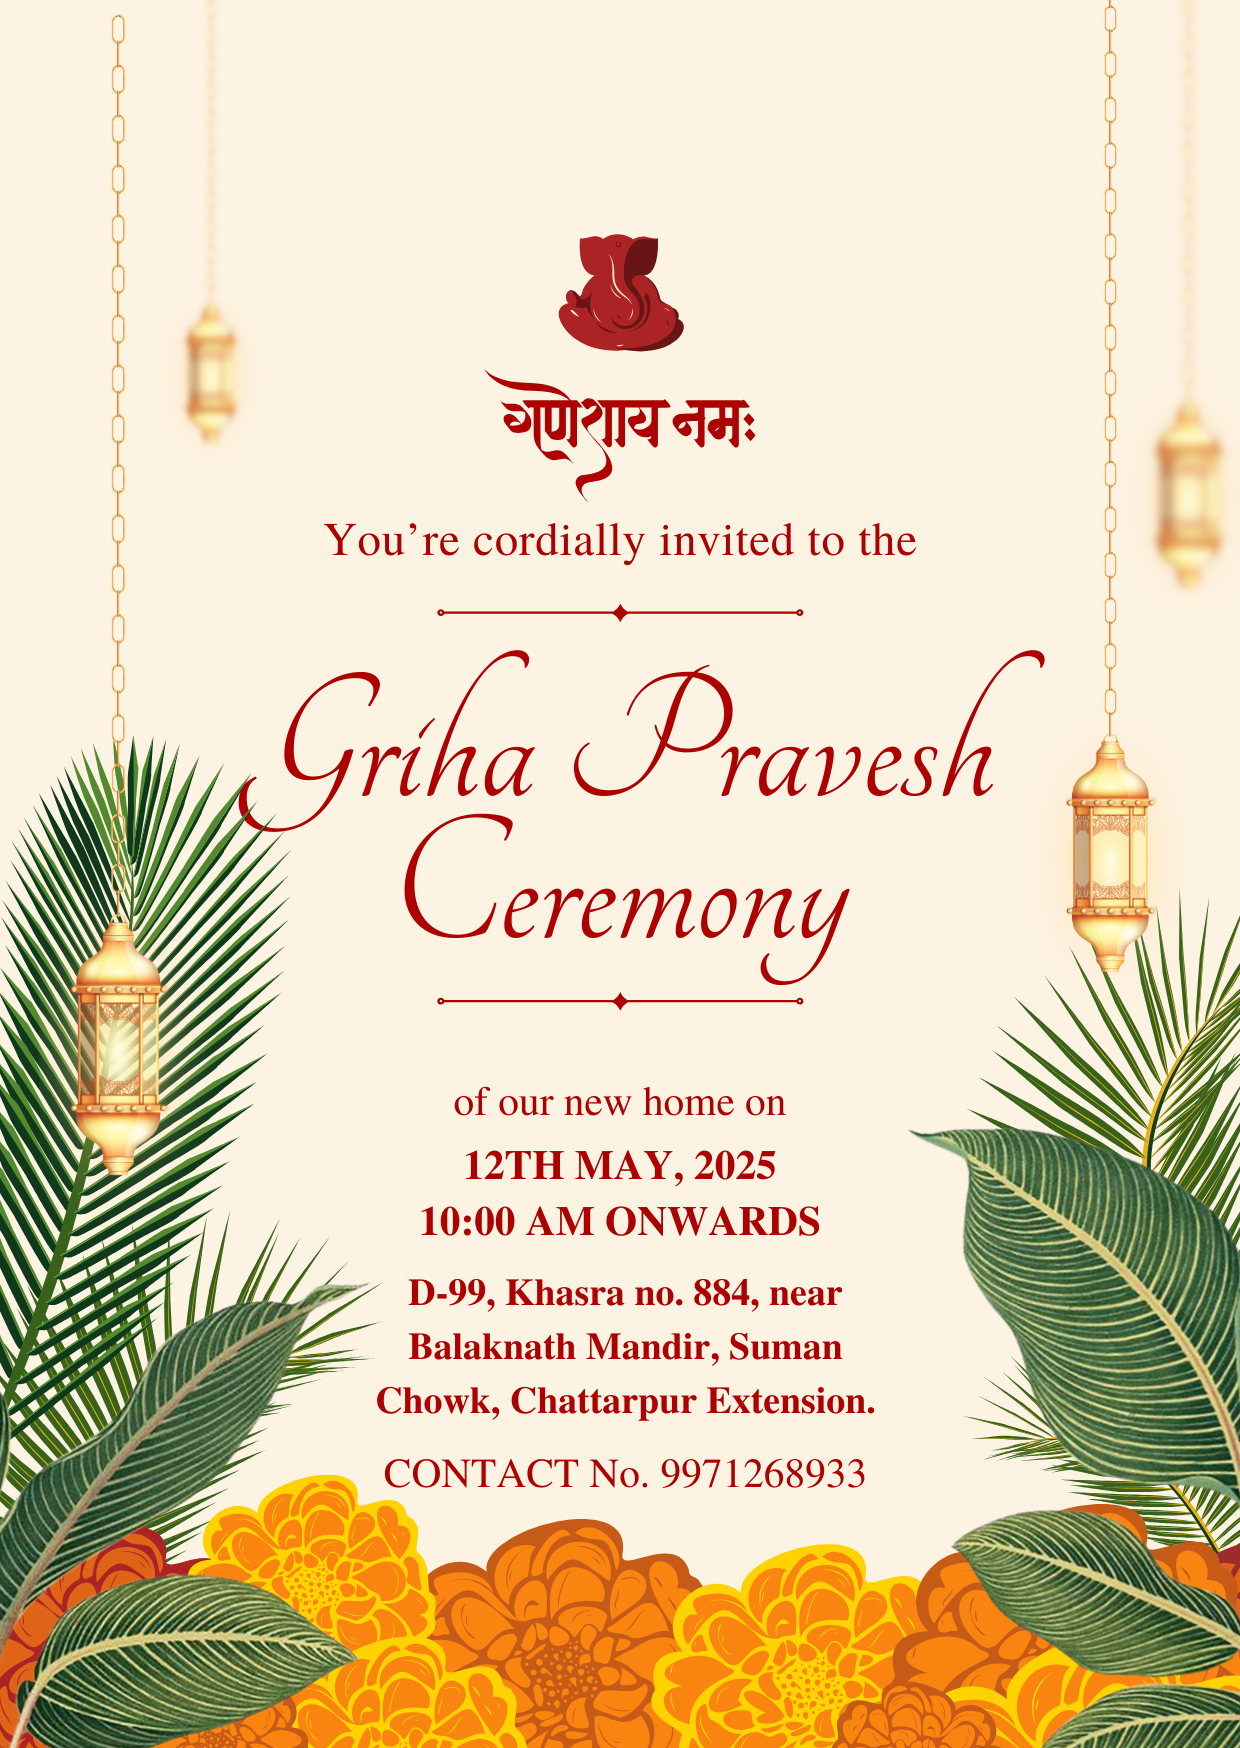 गणेशाय नमः
You’re cordially invited to the
Griha Pravesh
Ceremony
of our new home on
12TH MAY, 2025
10:00 AM ONWARDS
D-99, Khasra no. 884, near
Balaknath Mandir, Suman
Chowk, Chattarpur Extension.
CONTACT No. 9971268933